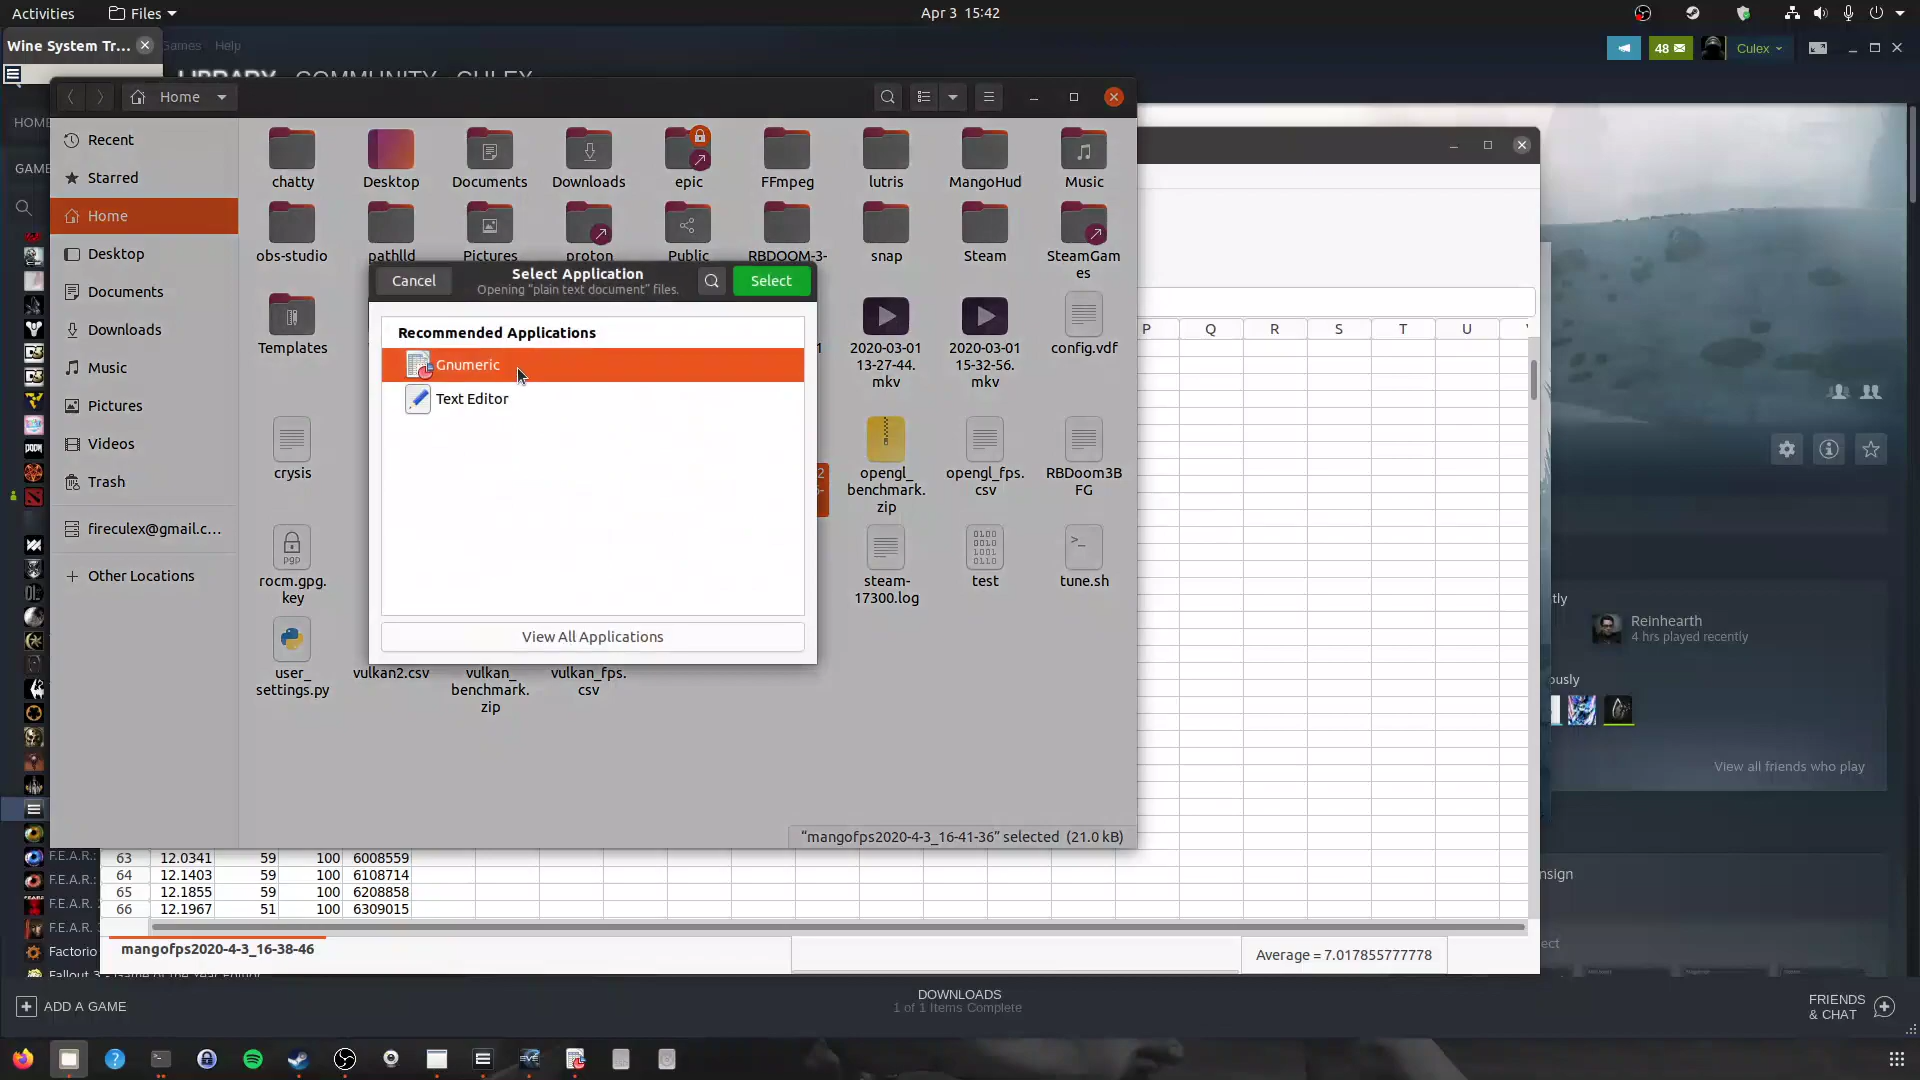 Activities
Files
Apr 3 15:42
Wine System Tr...
Games
Help
48
Culex
LIBRARY COMMUNITY CULEX
Home
HOME
Recent
Starred
Home
Desktop
Documents
Downloads
Music
Pictures
Videos
Trash
fireculex@gmail.c...
Other Locations
chatty
Desktop
Documents
Downloads
epic
FFmpeg
lutris
MangoHud
Music
obs-studio
pathlld
Pictures
proton
Public
RBDOOM-3-
snap
Steam
SteamGam
es
Select Application
Opening “plain text document” files.
Cancel
Select
Recommended Applications
Gnumeric
Text Editor
View All Applications
Templates
2020-03-01
13-27-44.
mkv
2020-03-01
15-32-56.
mkv
config.vdf
crysis
opengl_
benchmark.
zip
opengl_fps.
csv
RBDoom3B
FG
rocm.gpg.
key
steam-
17300.log
test
tune.sh
user_
settings.py
vulkan2.csv
vulkan_
benchmark.
zip
vulkan_fps.
csv
“mangofps2020-4-3_16-41-36” selected (21.0 kB)
P Q R S T U
63 12.0341 59 100 6008559
64 12.1403 59 100 6108714
65 12.1855 59 100 6208858
66 12.1967 51 100 6309015
mangofps2020-4-3_16-38-46
Average = 7.017855777778
Reinhearth
4 hrs played recently
View all friends who play
F.E.A.R.:
F.E.A.R.:
F.E.A.R.
F.E.A.R.
Factorio
ADD A GAME
DOWNLOADS
1 of 1 Items Complete
FRIENDS
& CHAT